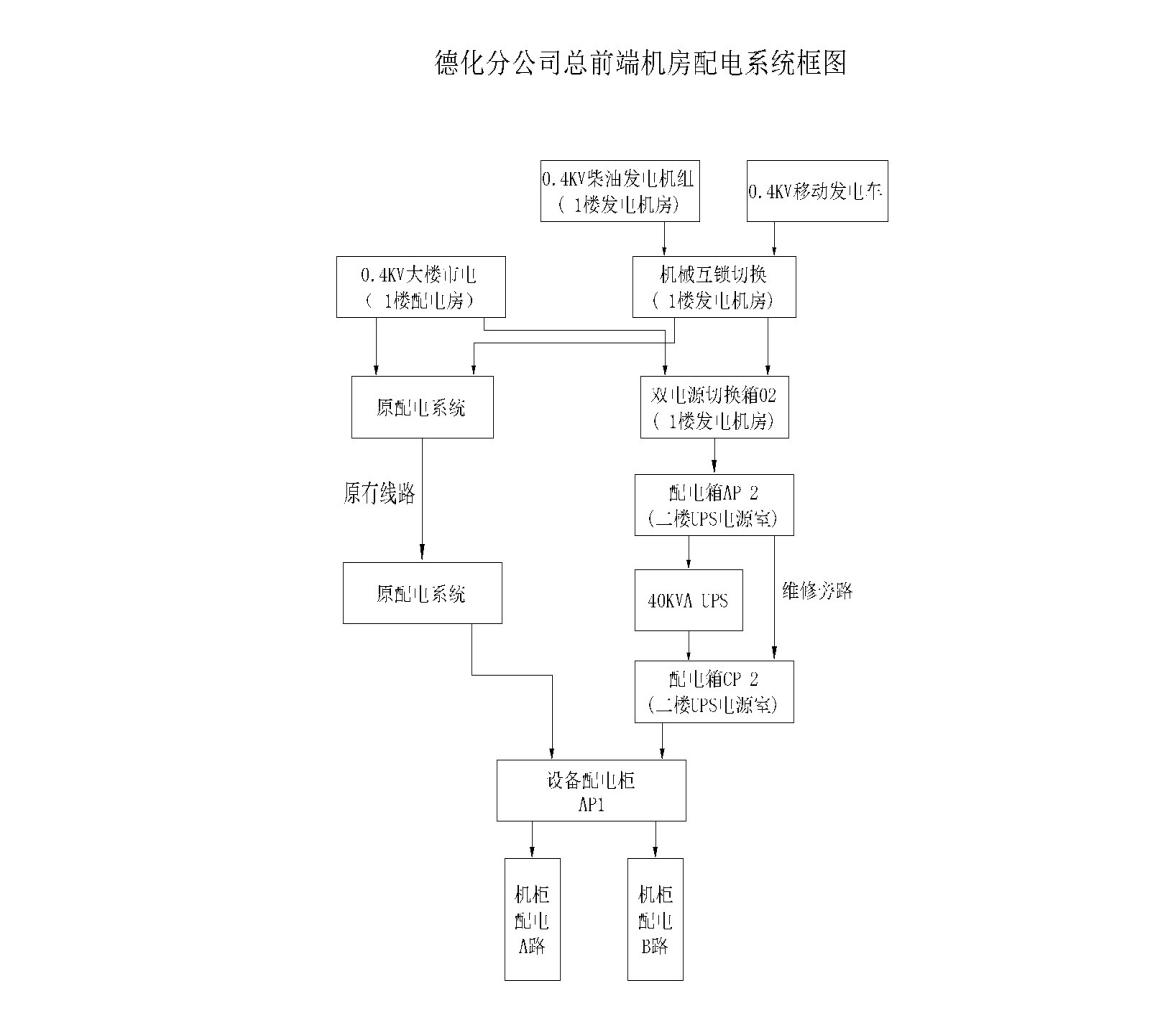 德化分公司总前端机房配电系统框图
0.4KV柴油发电机组
( 1楼发电机房)
0.4KV移动发电车
0.4KV大楼市电
( 1楼配电房)
机械互锁切换
( 1楼发电机房)
原配电系统
双电源切换箱02
( 1楼发电机房)
原有线路
配电箱AP 2
(二楼UPS电源室)
原配电系统
40KVA UPS
维修旁路
配电箱CP 2
(二楼UPS电源室)
设备配电柜
AP1
机柜
配电
A路
机柜
配电
B路